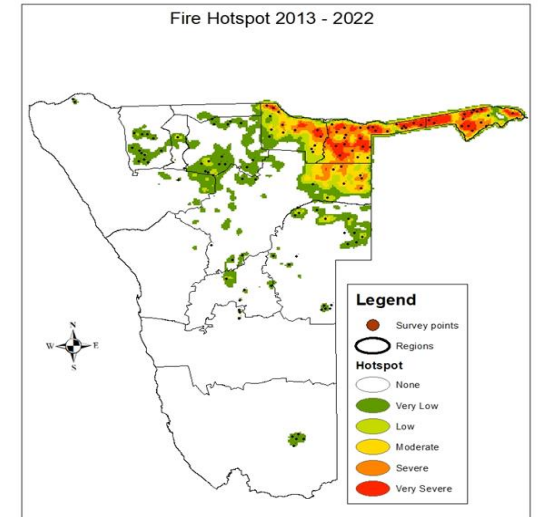 Fire Hotspot 2013 - 2022
N
W
E
S
Legend
Survey points
Regions
Hotspot
None
Very Low
Low
Moderate
Severe
Very Severe